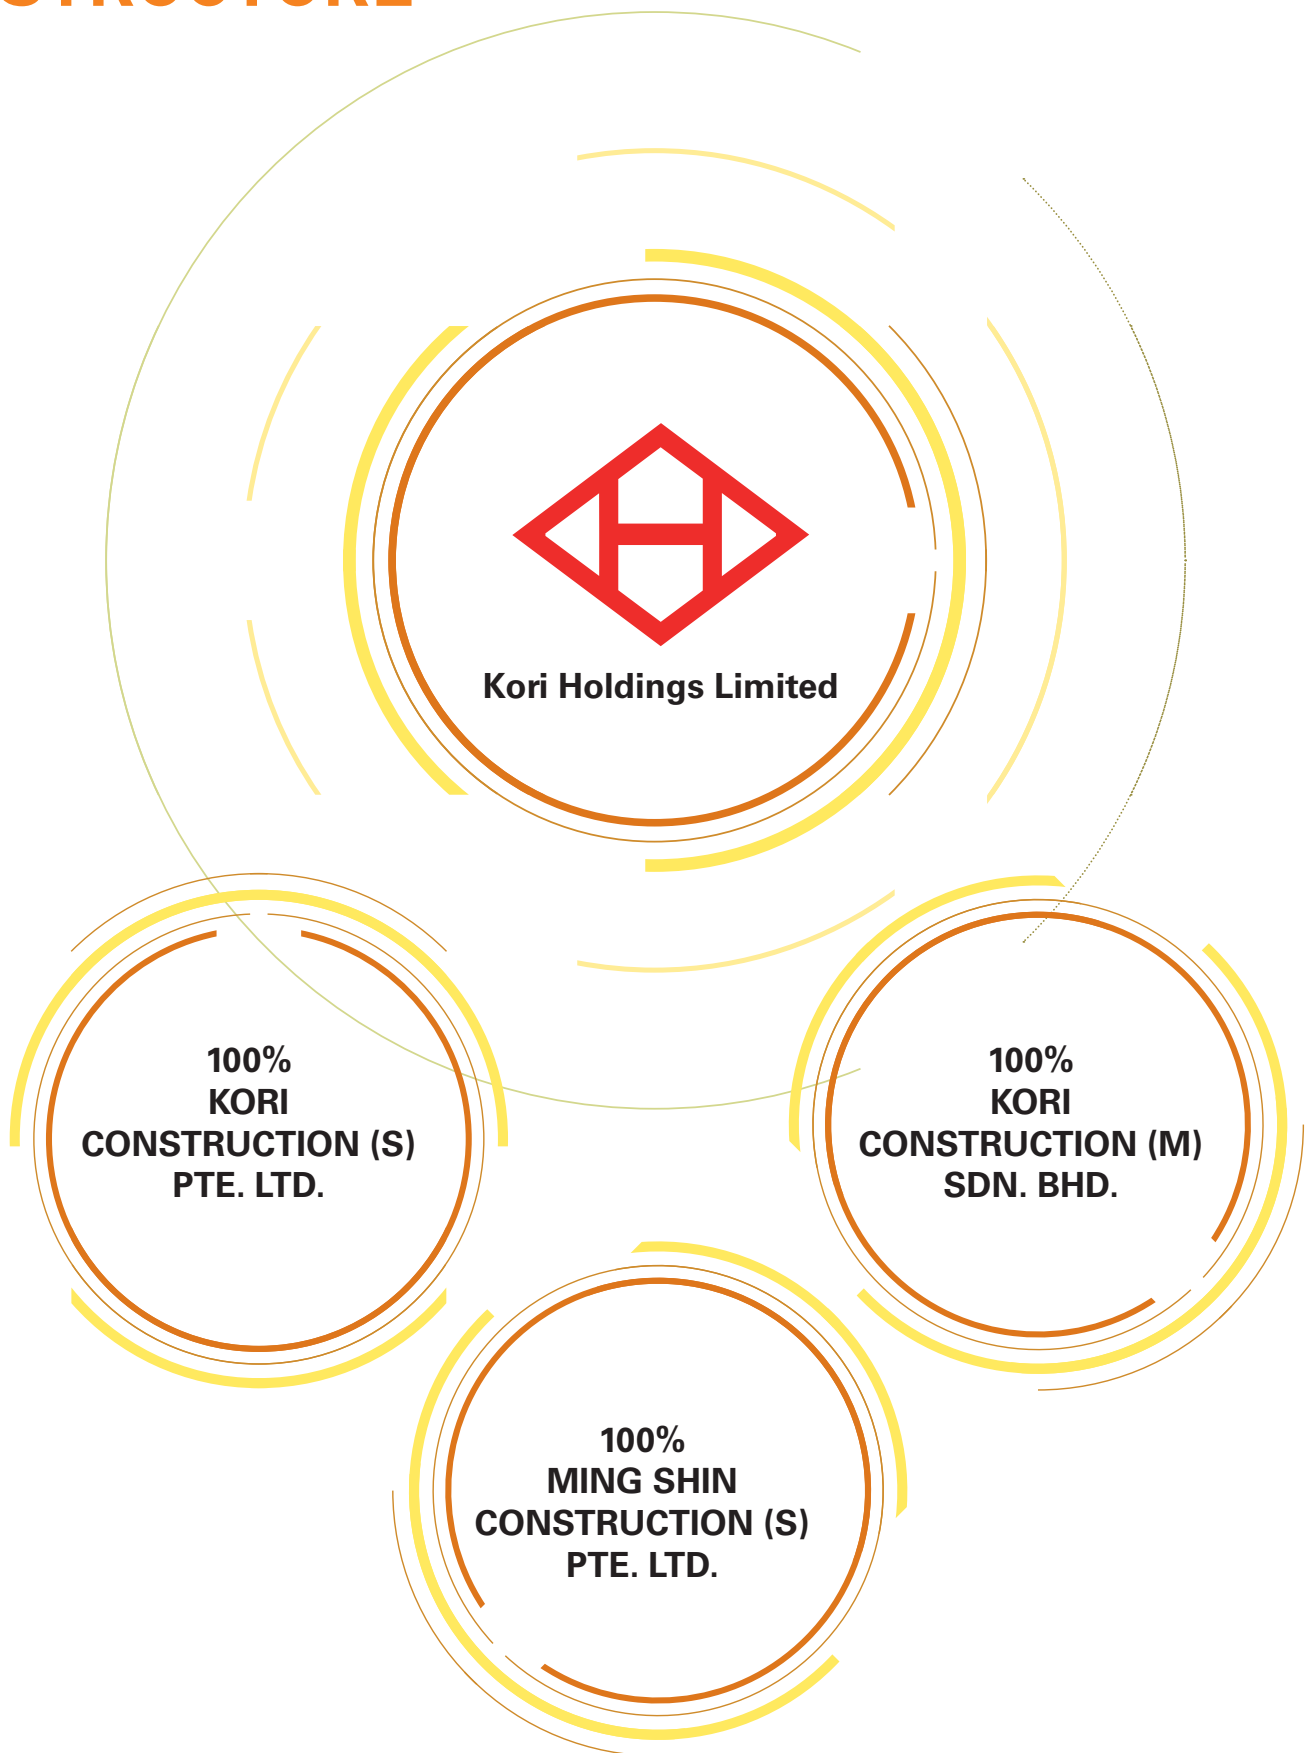 STRUCTURE
Kori Holdings Limited
100%
KORI
CONSTRUCTION (S)
PTE. LTD.
100%
KORI
CONSTRUCTION (M)
SDN. BHD.
100%
MING SHIN
CONSTRUCTION (S)
PTE. LTD.